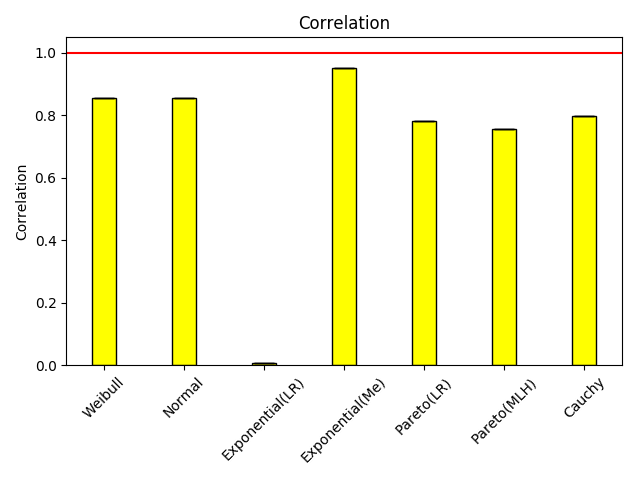 Correlation
Correlation
1.0
0.8
0.6
0.4
0.2
0.0
Weibull
Normal
Exponential(LR)
Exponential(Me)
Pareto(LR)
Pareto(MLH)
Cauchy